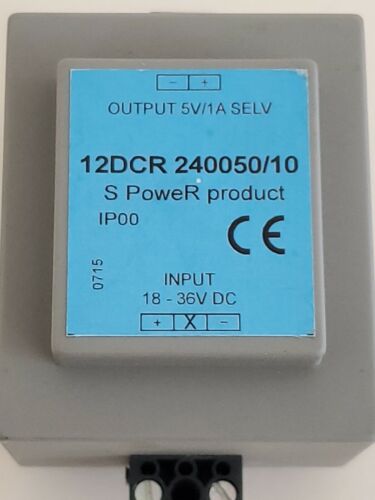 - +
OUTPUT 5V/1A SELV
12DCR 240050/10
S PoweR product
IP00
CE
0715
INPUT
18 - 36V DC
+ X -